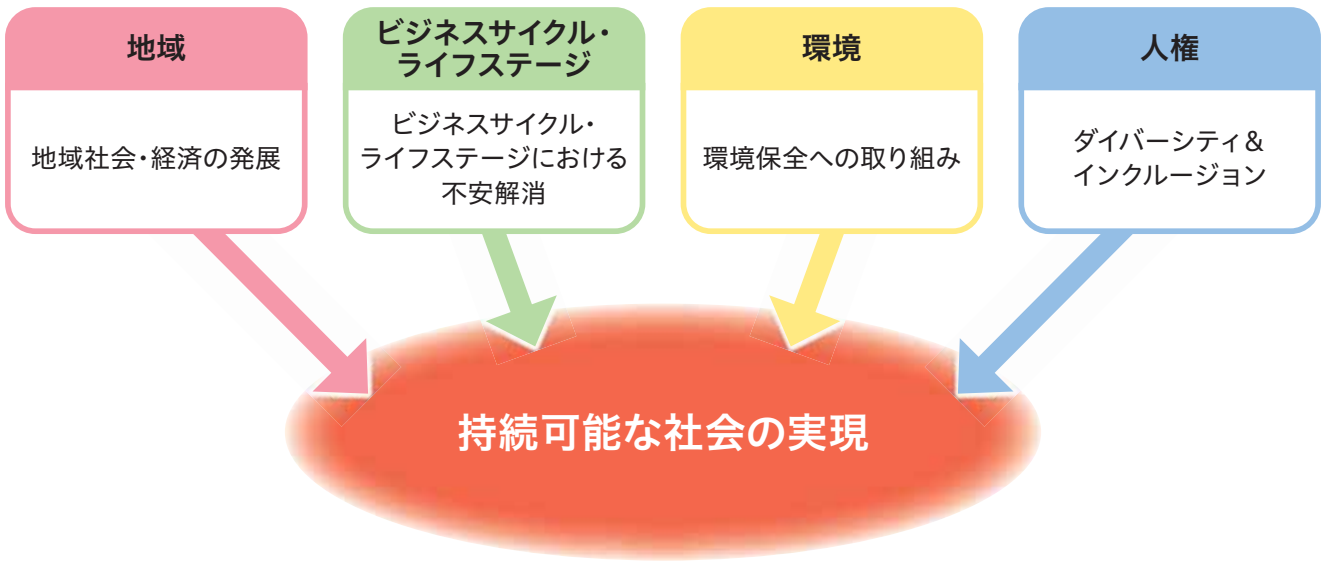 地域
地域社会・経済の発展
ビジネスサイクル・
ライフステージ
ビジネスサイクル・
ライフステージにおける
不安解消
環境
環境保全への取り組み
人権
ダイバーシティ&
インクルージョン
持続可能な社会の実現